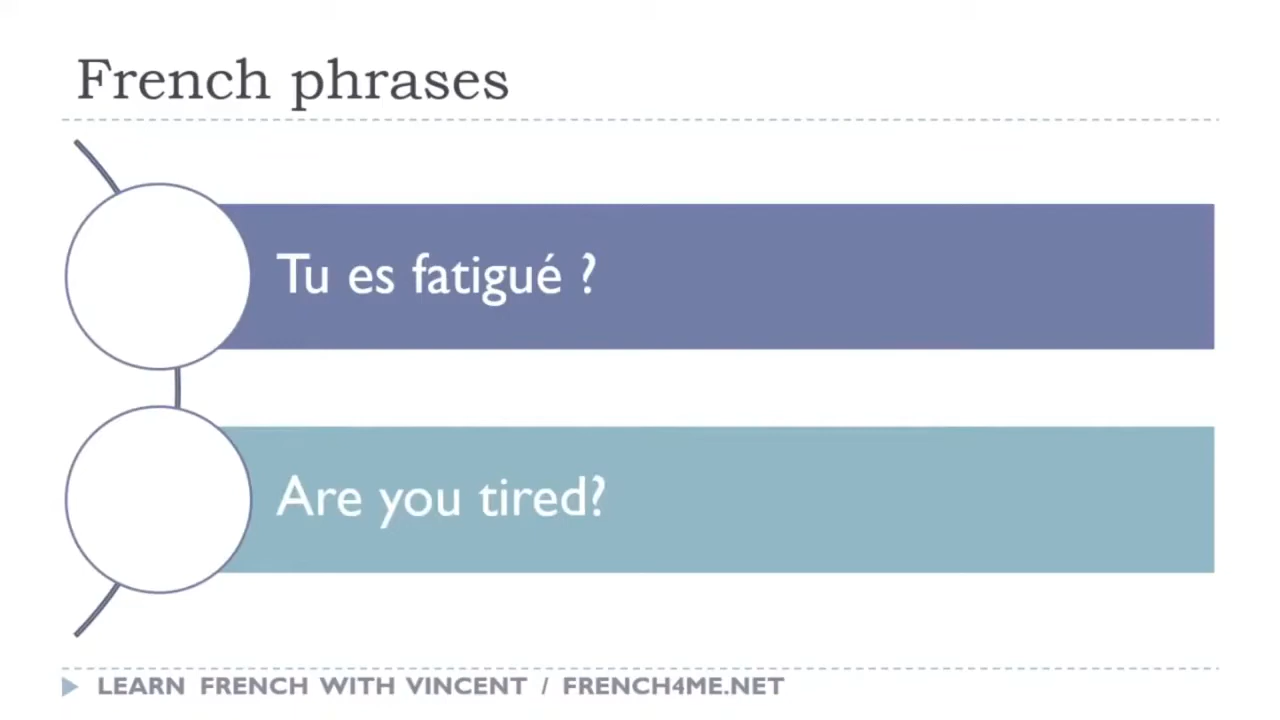 French phrases
Tu es fatigué ?
Are you tired?
LEARN FRENCH WITH VINCENT / FRENCH4ME.NET